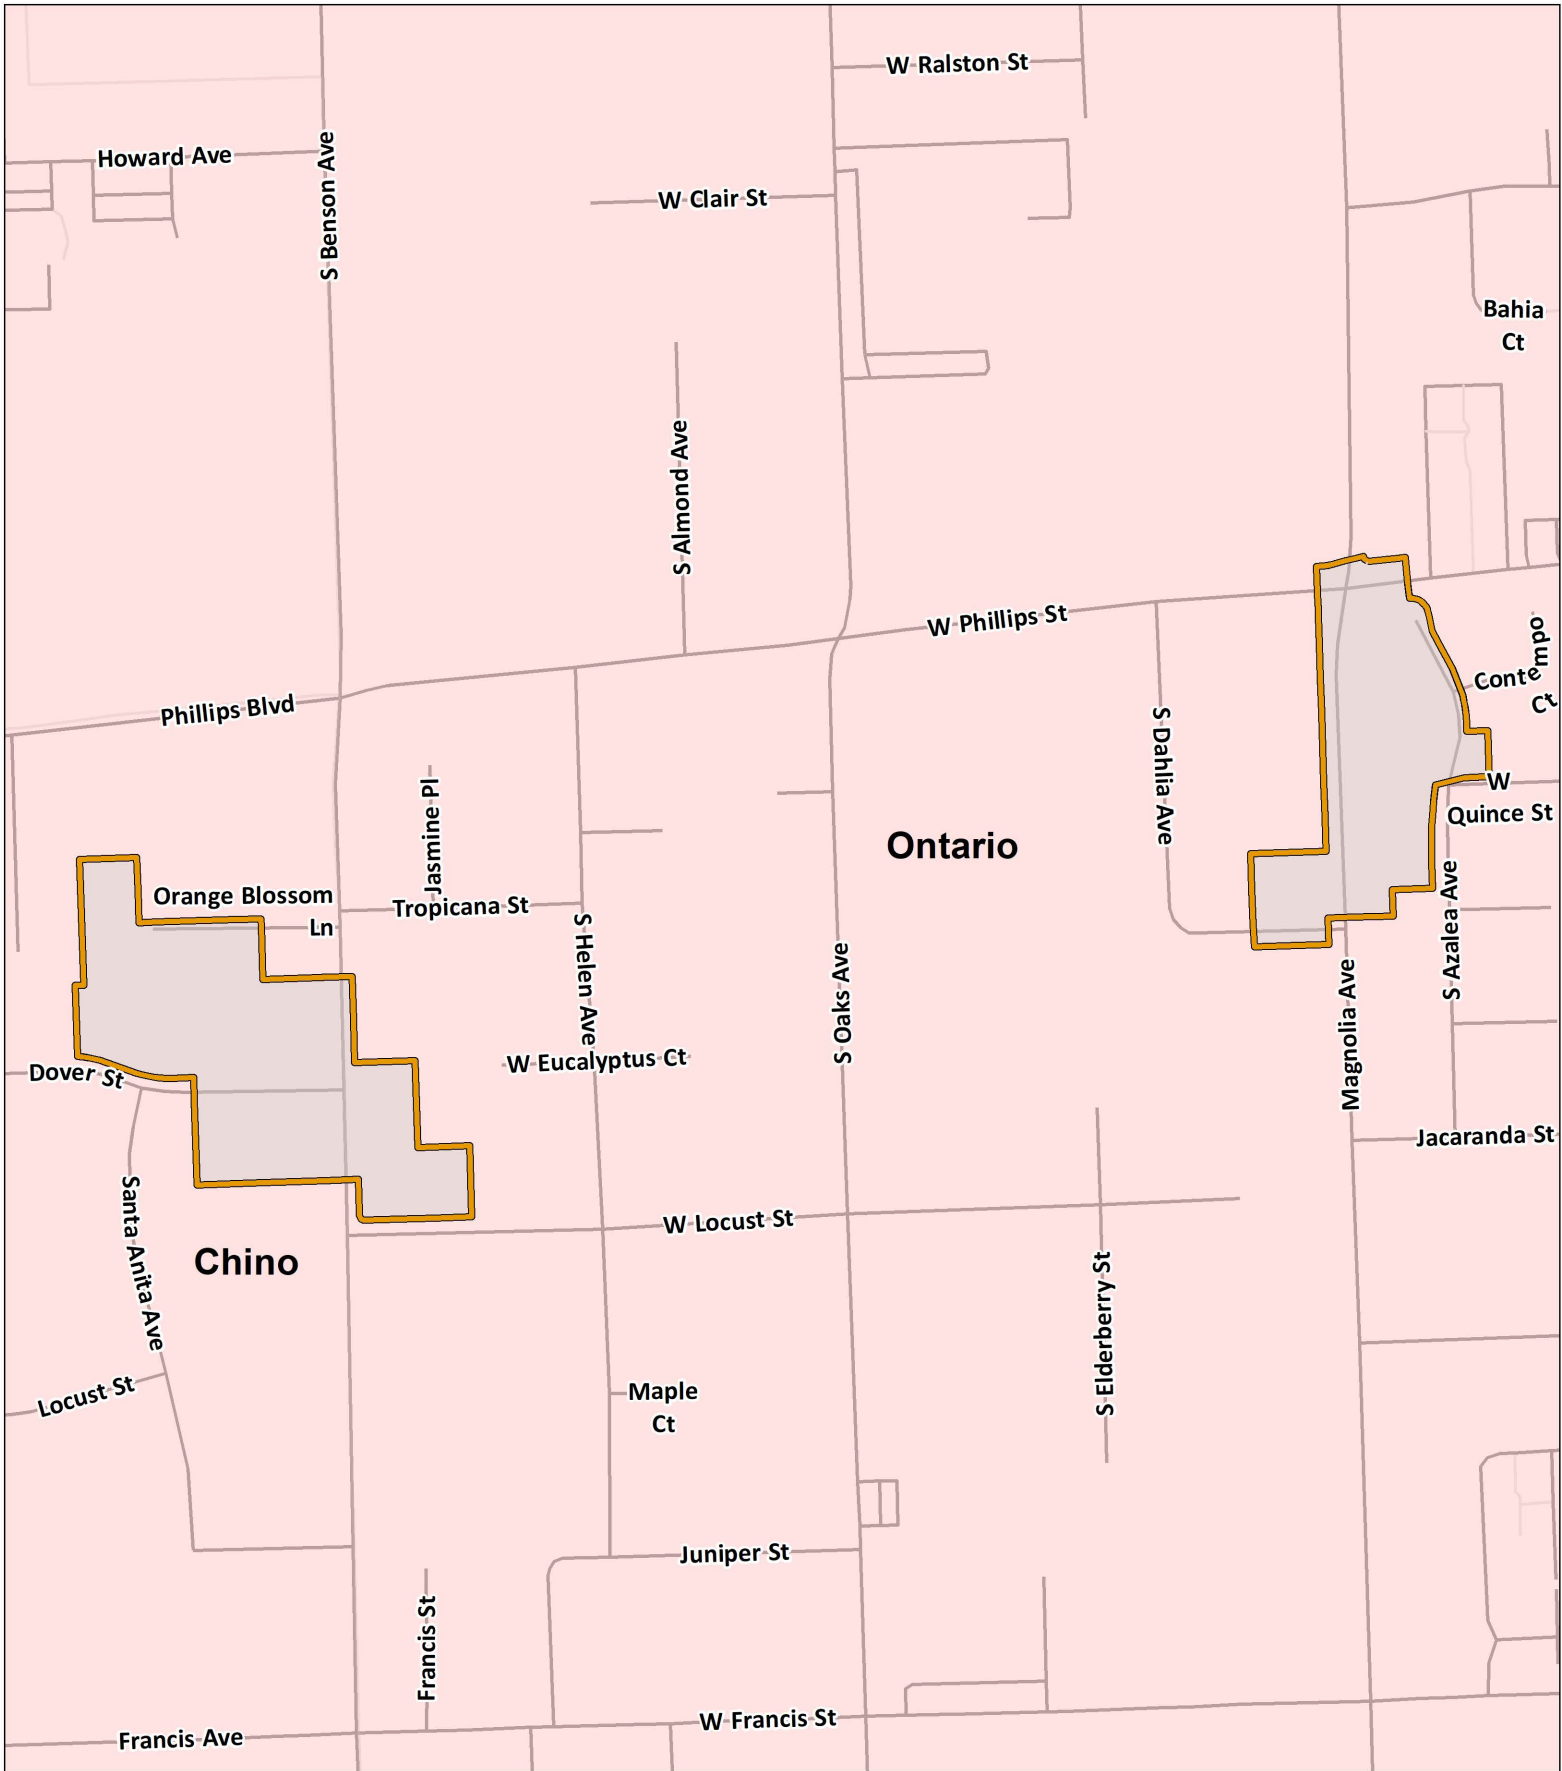 W Ralston St
Howard Ave
S Benson Ave
W Clair St
Bahia
Ct
S Almond Ave
W Phillips St
Contempo
Ct
Phillips Blvd
S Dahlia Ave
Jasmine Pl
W
Quince St
Ontario
Orange Blossom
Ln
Tropicana St
S Helen Ave
S Oaks Ave
S Azalea Ave
Magnolia Ave
W Eucalyptus Ct
Dover St
Jacaranda St
Santa Anita Ave
W Locust St
Chino
S Elderberry St
Locust St
Maple
Ct
Juniper St
Francis St
W Francis St
Francis Ave